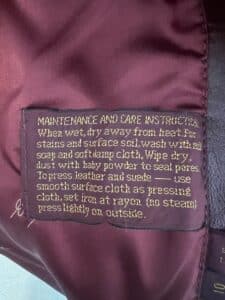 MAINTENANCE AND CARE INSTRUCTIC
When wet, dry away from heat. For
stains and surface soil, wash with mild
soap and soft damp cloth, Wipe dry,
dust with baby powder to seal pores.
To press leather and suede — use
smooth surface cloth as pressing
cloth, set iron at rayon (no steam)
press lightly on outside.